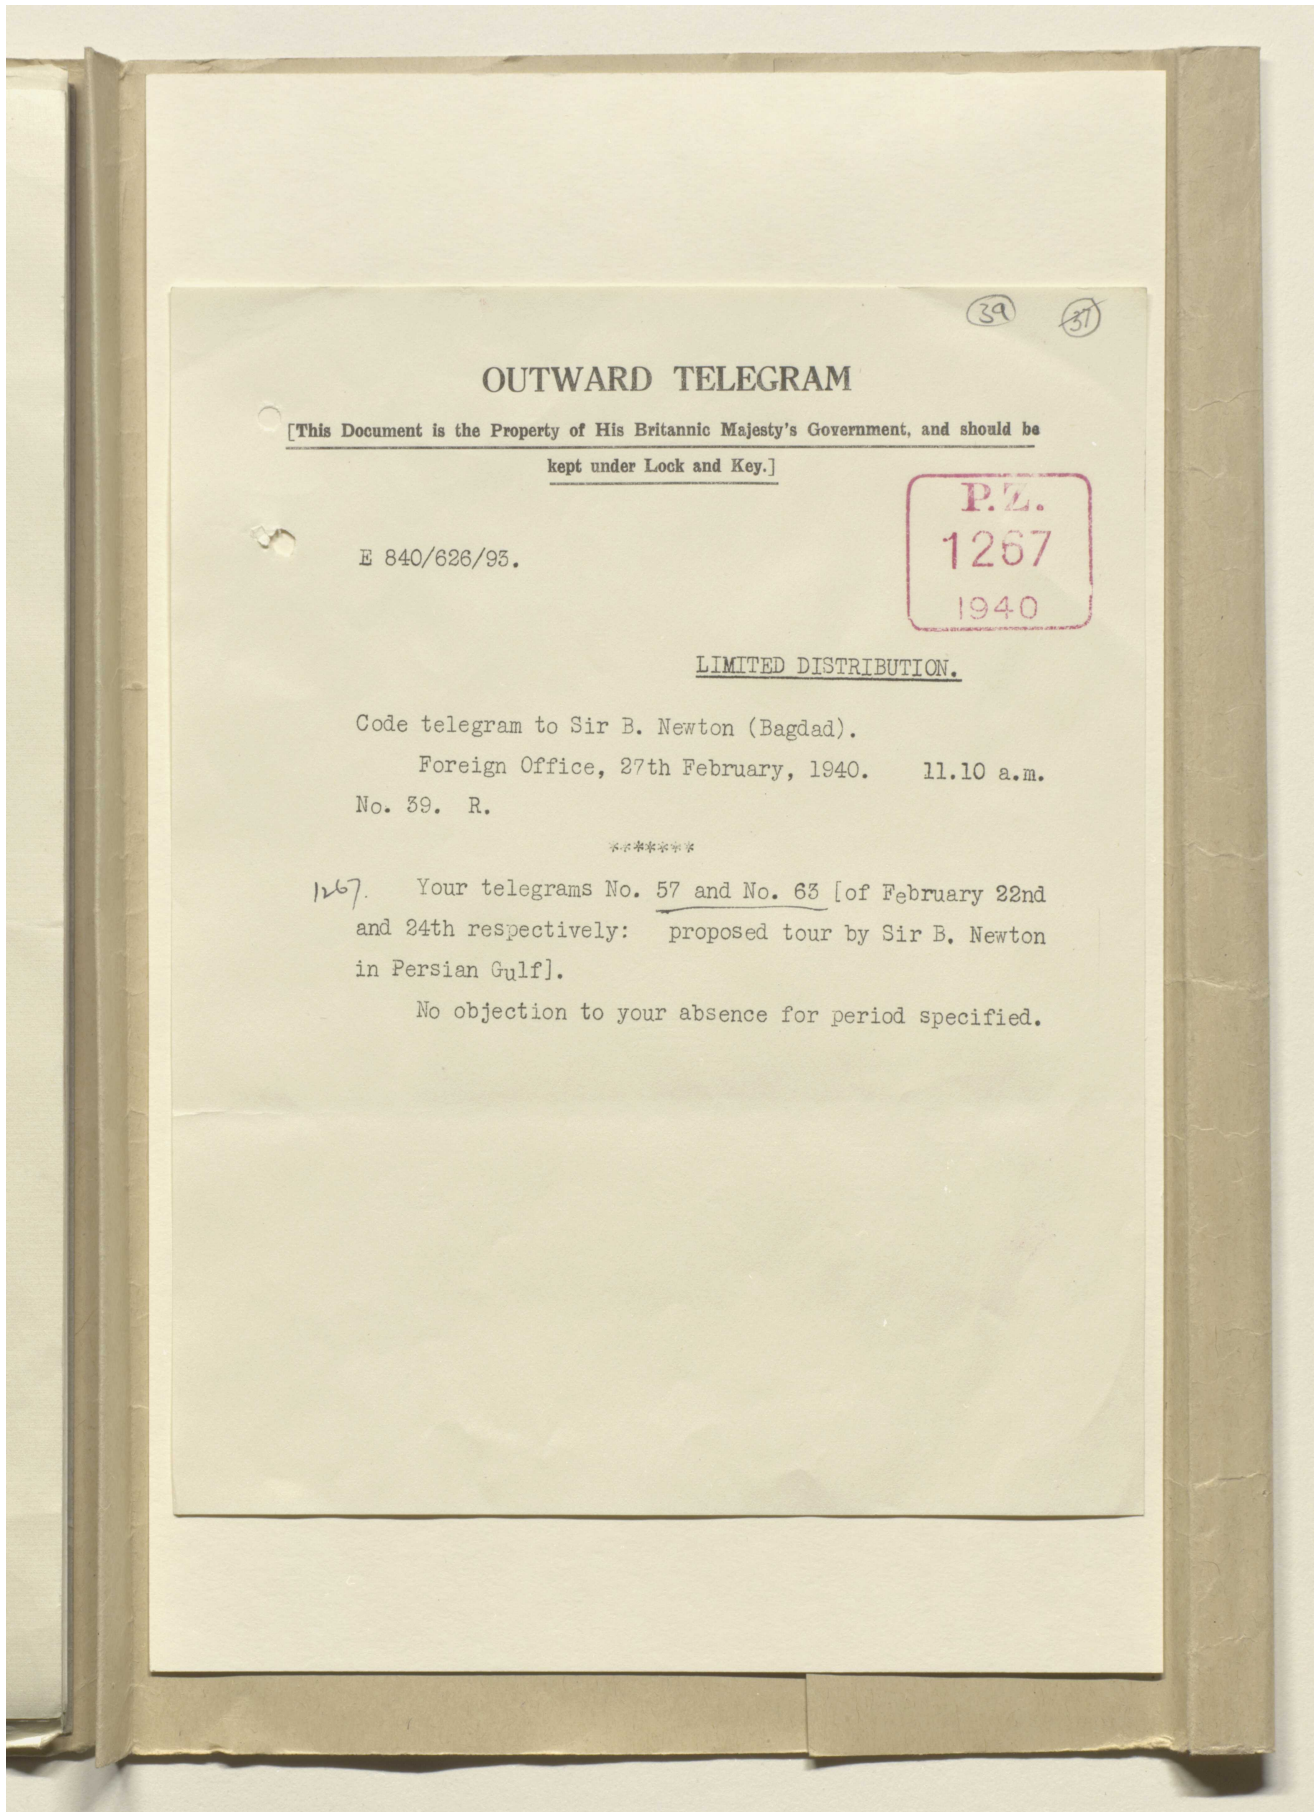 39 37
OUTWARD TELEGRAM
[This Document is the Property of His Britannic Majesty's Government, and should be
kept under Lock and Key.]
P.Z.
1267
1940
E 840/626/93.
LIMITED DISTRIBUTION.
Code telegram to Sir B. Newton (Bagdad).
Foreign Office, 27th February, 1940. 11.10 a.m.
No. 39. R.
*******
1267. Your telegrams No. 57 and No. 63 [of February 22nd
and 24th respectively: proposed tour by Sir B. Newton
in Persian Gulf].
No objection to your absence for period specified.